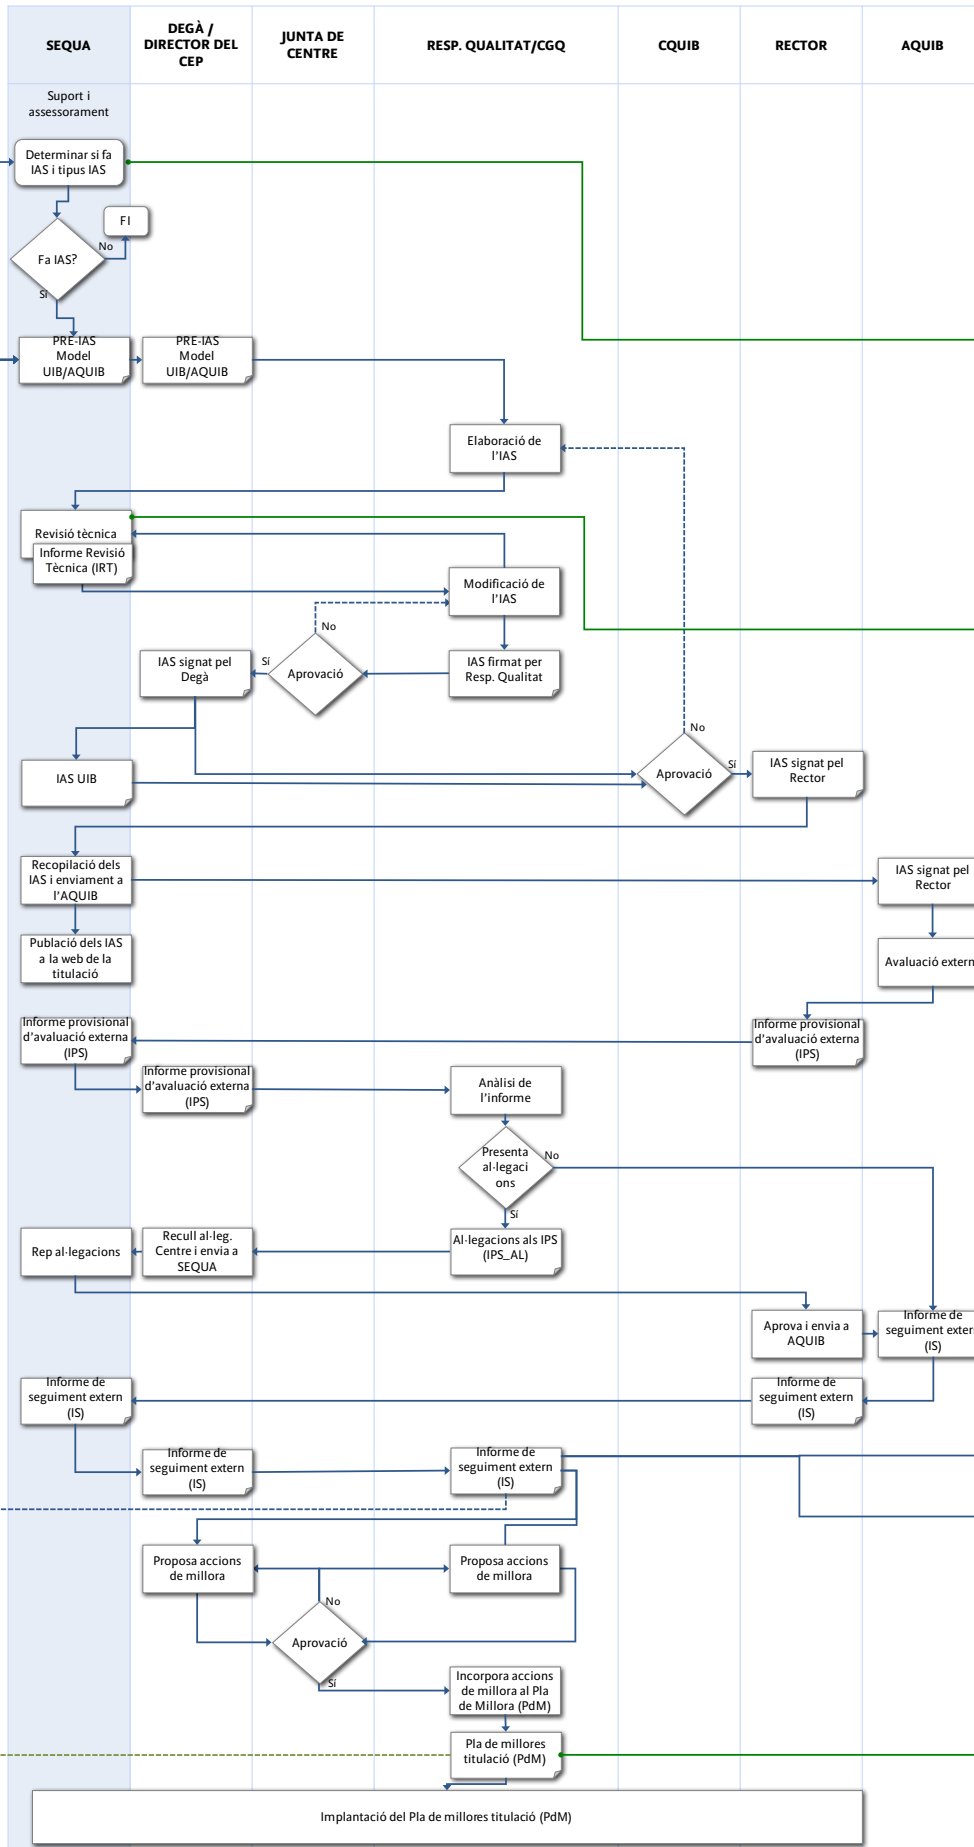 SEQUA
DEGÀ /
DIRECTOR DEL
CEP
JUNTA DE
CENTRE
RESP. QUALITAT/CGQ
CQUIB
RECTOR
AQUIB
Suport i
assessorament
Determinar si fa
IAS i tipus IAS
FI
No
Fa IAS?
Sí
PRE-IAS
Model
UIB/AQUIB
PRE-IAS
Model
UIB/AQUIB
Elaboració de
l'IAS
Revisió tècnica
Informe Revisió
Tècnica (IRT)
Modificació de
l'IAS
No
IAS signat pel
Degà
Sí
Aprovació
IAS firmat per
Resp. Qualitat
No
IAS UIB
Aprovació
Sí
IAS signat pel
Rector
Recopilació dels
IAS i enviament a
l'AQUIB
IAS signat pel
Rector
Publació dels IAS
a la web de la
titulació
Avaluació extern
Informe provisional
d'avaluació externa
(IPS)
Informe provisional
d'avaluació externa
(IPS)
Informe provisional
d'avaluació externa
(IPS)
Anàlisi de
l'informe
Presenta
al·legaci
ons
No
Sí
Rep al·legacions
Recull al·leg.
Centre i envia a
SEQUA
Al·legacions als IPS
(IPS_AL)
Aprova i envia a
AQUIB
Informe de
seguiment extern
(IS)
Informe de
seguiment extern
(IS)
Informe de
seguiment extern
(IS)
Informe de
seguiment extern
(IS)
Informe de
seguiment extern
(IS)
Proposa accions
de millora
Proposa accions
de millora
No
Aprovació
Sí
Incorpora accions
de millora al Pla
de Millora (PdM)
Pla de millores
titulació (PdM)
Implantació del Pla de millores titulació (PdM)